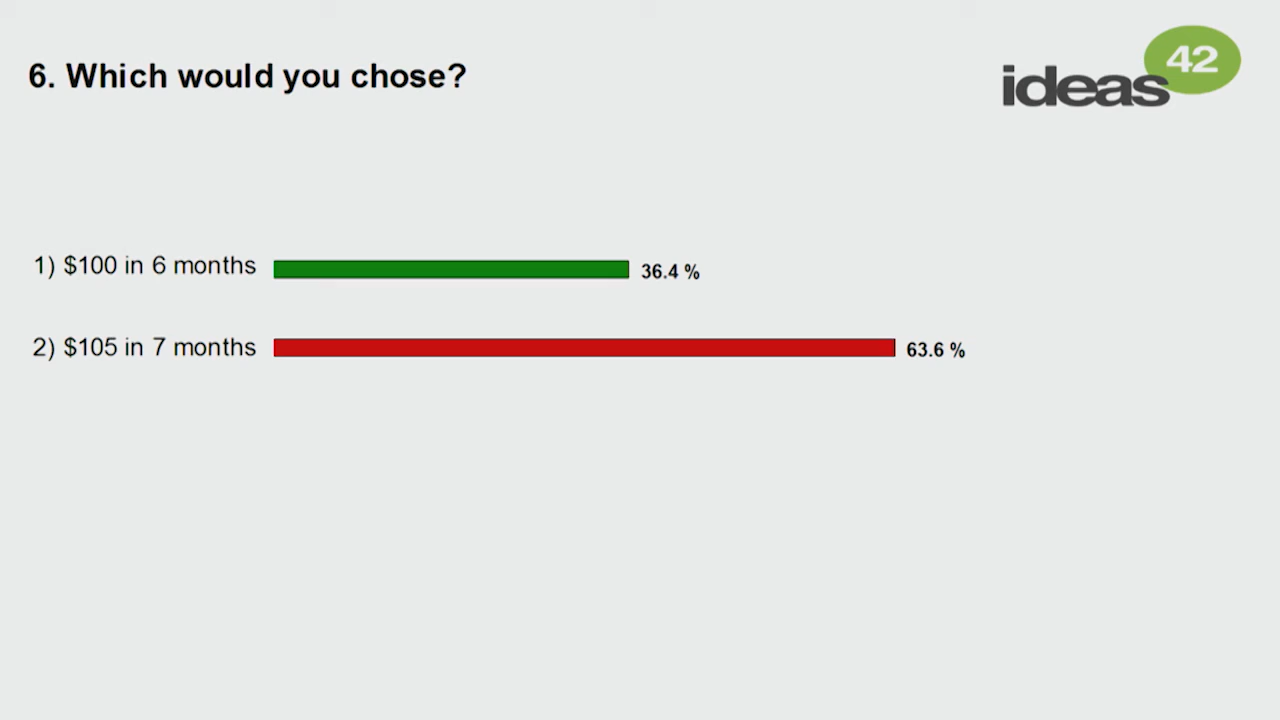 6. Which would you chose?
ideas 42
1) $100 in 6 months 36.4 %
2) $105 in 7 months 63.6 %